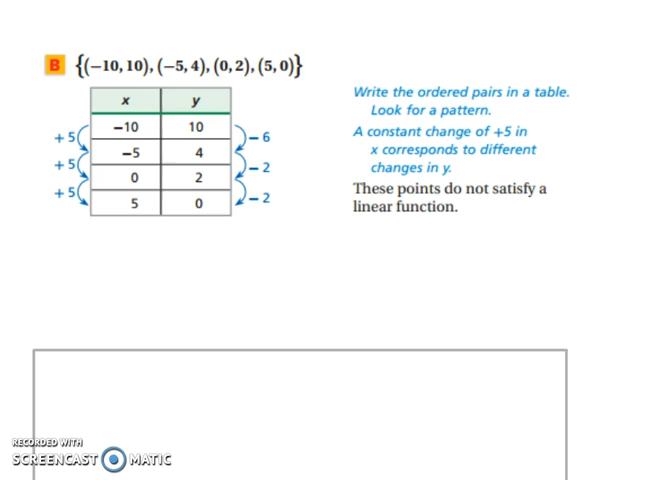 B {(−10, 10), (−5, 4), (0, 2), (5, 0)}
x y
−10 10
−5 4
0 2
5 0
+ 5
+ 5
+ 5
− 6
− 2
− 2
Write the ordered pairs in a table.
Look for a pattern.
A constant change of +5 in
x corresponds to different
changes in y.
These points do not satisfy a
linear function.
RECORDED WITH
SCREENCAST MATIC